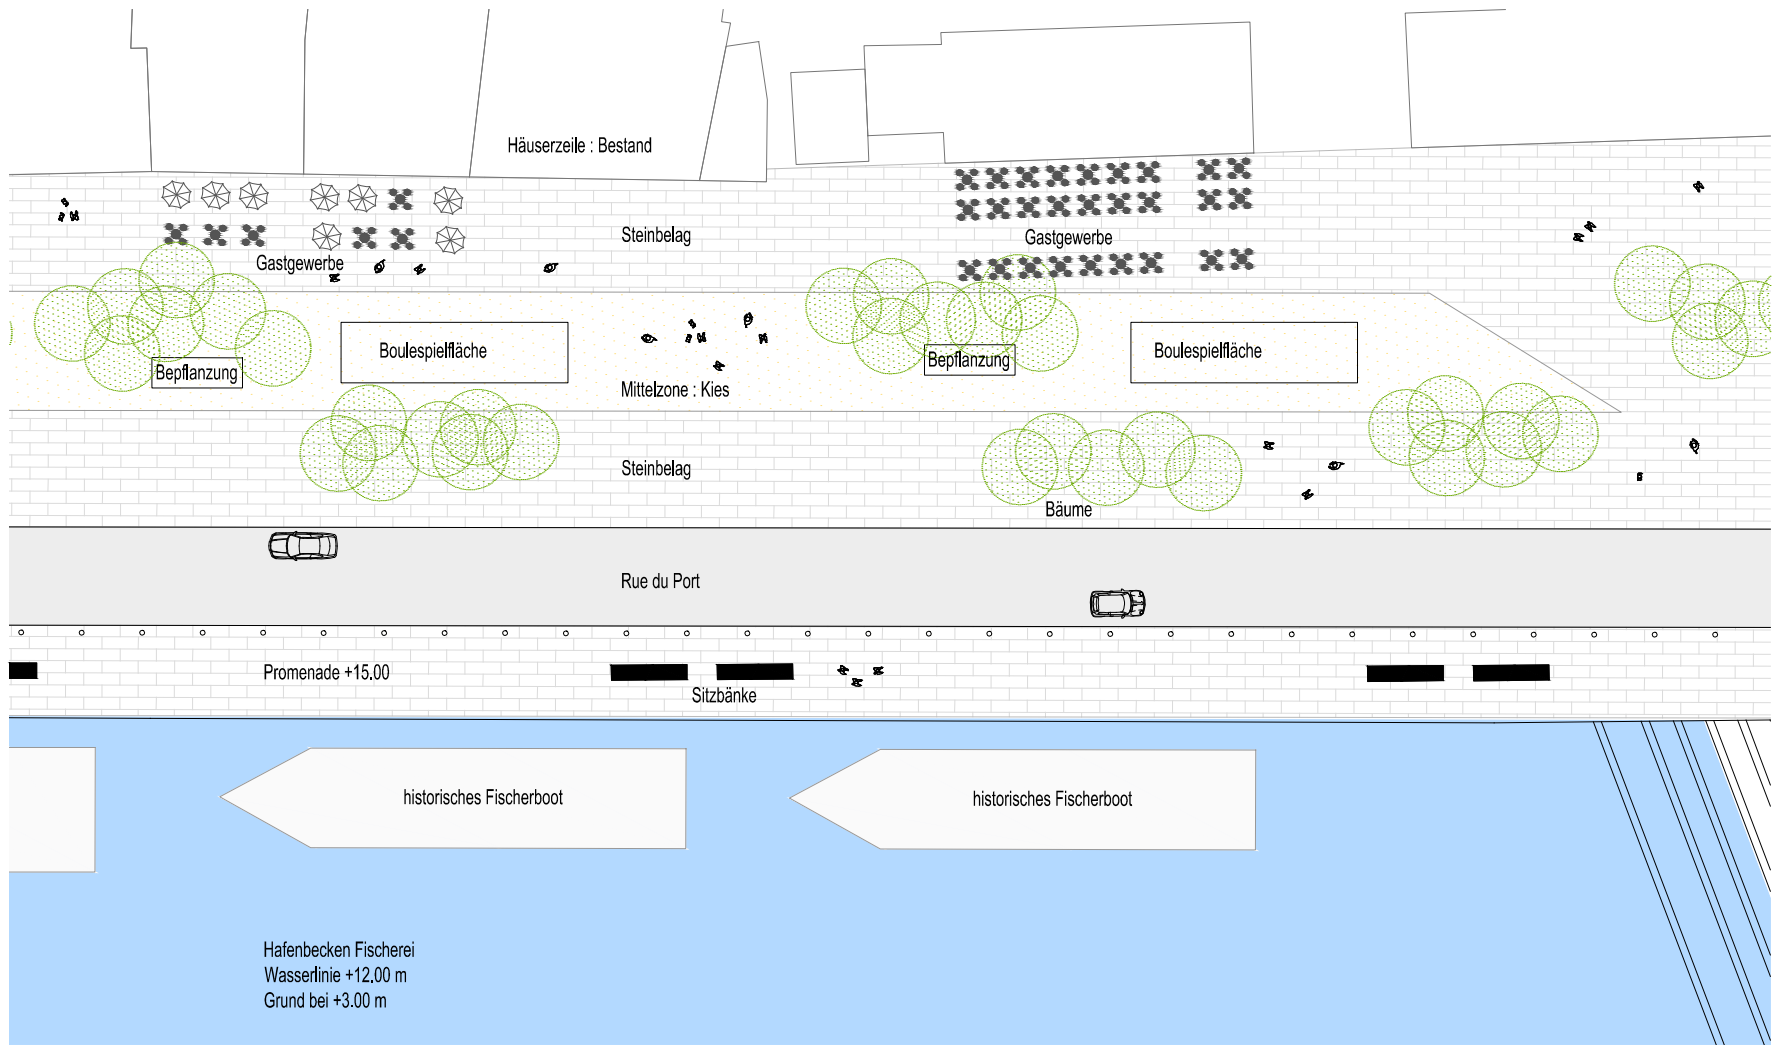 Häuserzeile : Bestand
Steinbelag
Gastgewerbe
Gastgewerbe
Boulespielfläche
Boulespielfläche
Bepflanzung
Bepflanzung
Mittelzone : Kies
Steinbelag
Bäume
Rue du Port
Promenade +15.00
Sitzbänke
historisches Fischerboot
historisches Fischerboot
Hafenbecken Fischerei
Wasserlinie +12.00 m
Grund bei +3.00 m